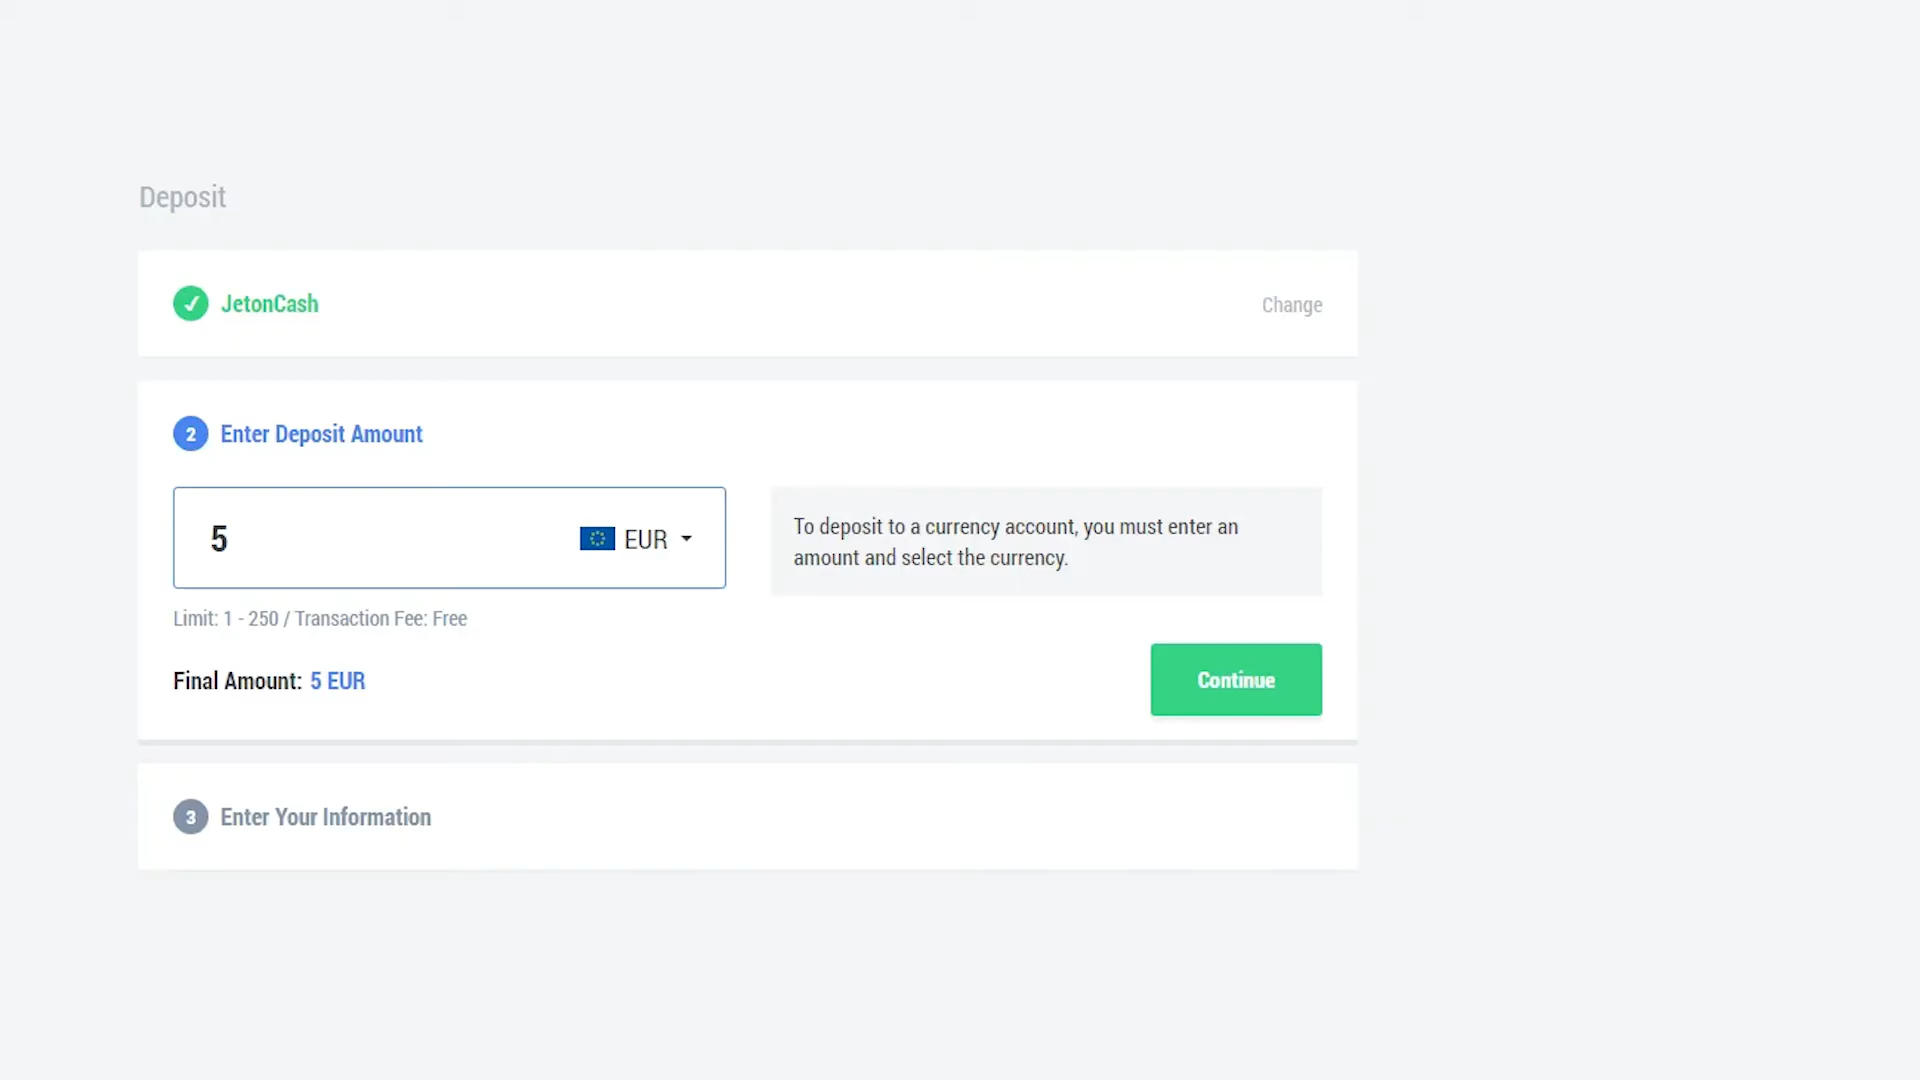 Deposit
JetonCash
Change
2 Enter Deposit Amount
5
EUR
To deposit to a currency account, you must enter an
amount and select the currency.
Limit: 1 - 250 / Transaction Fee: Free
Final Amount: 5 EUR
Continue
3 Enter Your Information